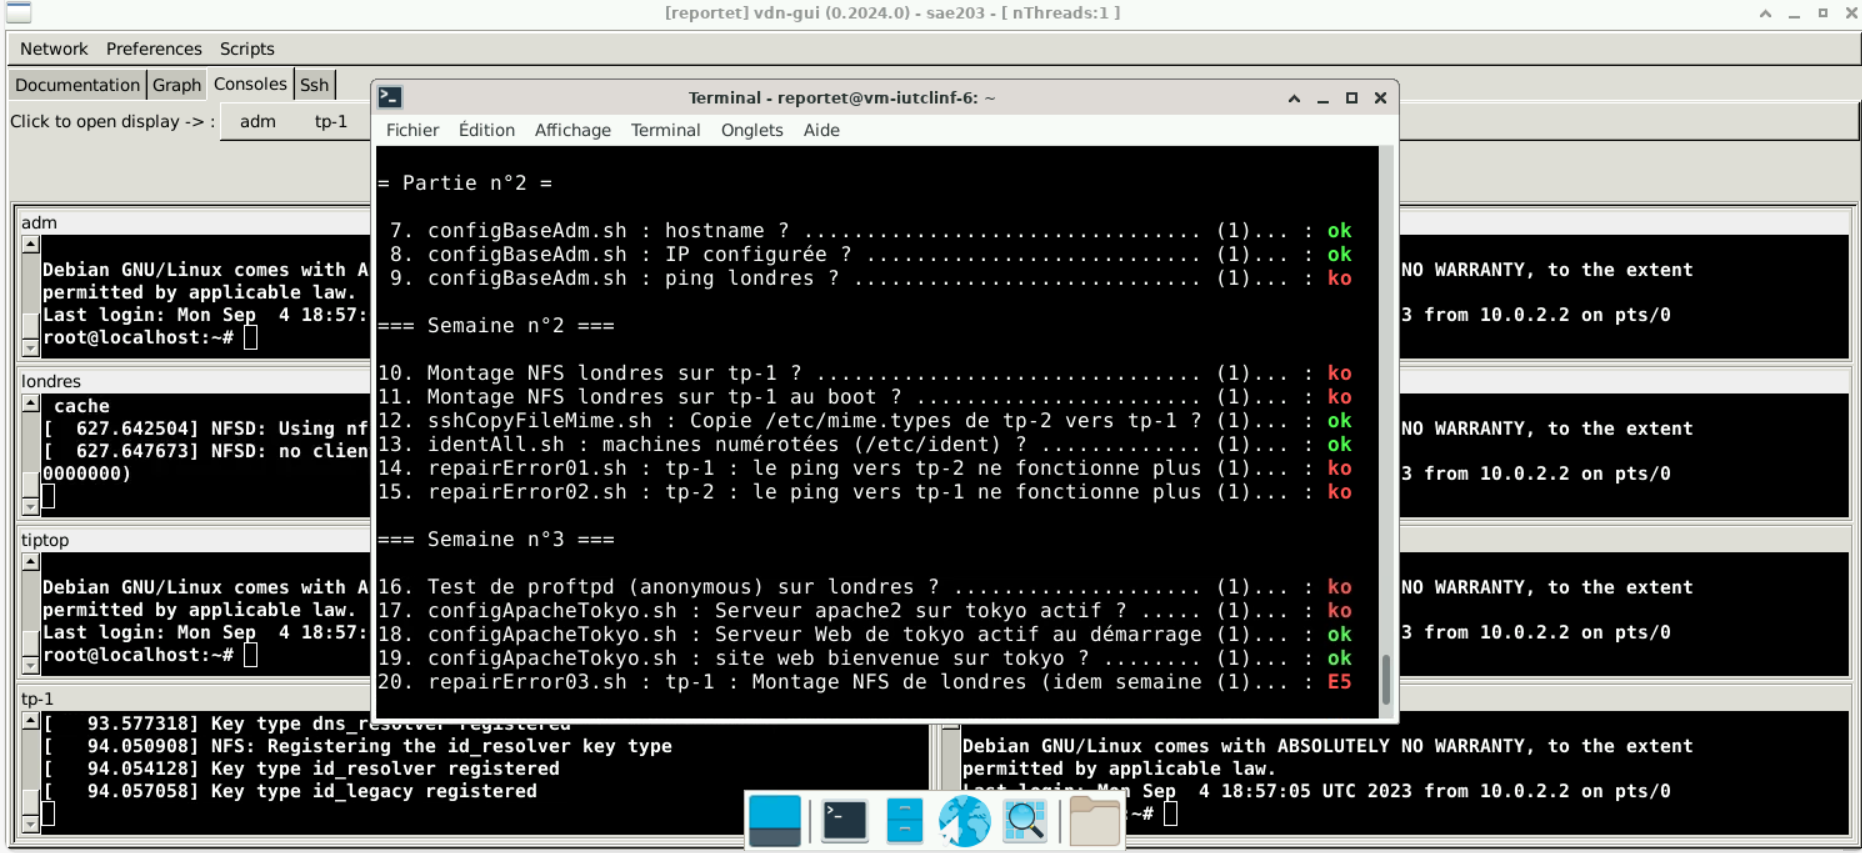 [reportet] vdn-gui (0.2024.0) - sae203 - [ nThreads:1 ]
Network Preferences Scripts
Documentation Graph Consoles Ssh
Click to open display -> : adm tp-1
Terminal - reportet@vm-iutclinf-6: ~
Fichier Édition Affichage Terminal Onglets Aide
= Partie n°2 =
7. configBaseAdm.sh : hostname ? ................................ (1)... : ok
8. configBaseAdm.sh : IP configurée ? ........................... (1)... : ok
9. configBaseAdm.sh : ping londres ? ............................ (1)... : ko
=== Semaine n°2 ===
10. Montage NFS londres sur tp-1 ? ............................... (1)... : ko
11. Montage NFS londres sur tp-1 au boot ? ....................... (1)... : ko
12. sshCopyFileMime.sh : Copie /etc/mime.types de tp-2 vers tp-1 ? (1)... : ok
13. identAll.sh : machines numérotées (/etc/ident) ? ............. (1)... : ok
14. repairError01.sh : tp-1 : le ping vers tp-2 ne fonctionne plus (1)... : ko
15. repairError02.sh : tp-2 : le ping vers tp-1 ne fonctionne plus (1)... : ko
=== Semaine n°3 ===
16. Test de proftpd (anonymous) sur londres ? .................... (1)... : ko
17. configApacheTokyo.sh : Serveur apache2 sur tokyo actif ? ..... (1)... : ko
18. configApacheTokyo.sh : Serveur Web de tokyo actif au démarrage (1)... : ok
19. configApacheTokyo.sh : site web bienvenue sur tokyo ? ........ (1)... : ok
20. repairError03.sh : tp-1 : Montage NFS de londres (idem semaine (1)... : E5
adm
Debian GNU/Linux comes with A
permitted by applicable law.
Last login: Mon Sep 4 18:57:
root@localhost:~#
NO WARRANTY, to the extent
3 from 10.0.2.2 on pts/0
londres
cache
[ 627.642504] NFSD: Using nf
[ 627.647673] NFSD: no clien
0000000)
NO WARRANTY, to the extent
3 from 10.0.2.2 on pts/0
tiptop
Debian GNU/Linux comes with A
permitted by applicable law.
Last login: Mon Sep 4 18:57:
root@localhost:~#
NO WARRANTY, to the extent
3 from 10.0.2.2 on pts/0
tp-1
[ 93.577318] Key type dns_resolver registered
[ 94.050908] NFS: Registering the id_resolver key type
[ 94.054128] Key type id_resolver registered
[ 94.057058] Key type id_legacy registered
Debian GNU/Linux comes with ABSOLUTELY NO WARRANTY, to the extent
permitted by applicable law.
Last login: Mon Sep 4 18:57:05 UTC 2023 from 10.0.2.2 on pts/0
~#